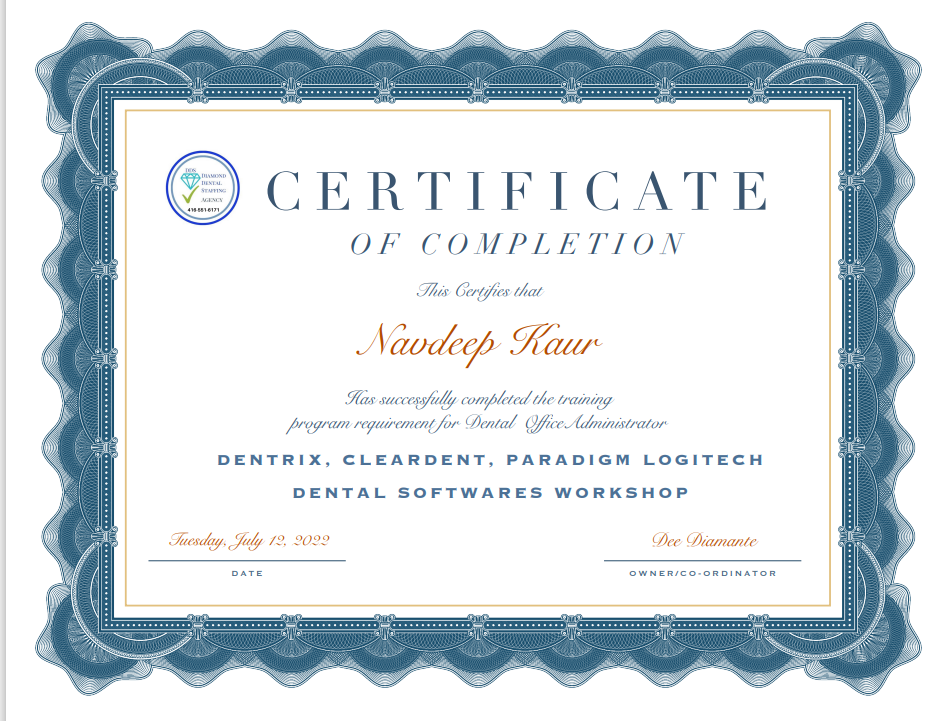 DDS
DIAMOND
DENTAL
STAFFING
AGENCY
416-551-6171
CERTIFICATE
OF COMPLETION
This Certifies that
Navdeep Kaur
Has successfully completed the training
program requirement for Dental Office Administrator
DENTRIX, CLEARDENT, PARADIGM LOGITECH
DENTAL SOFTWARES WORKSHOP
Tuesday, July 12, 2022
DATE
Dee Diamante
OWNER/CO-ORDINATOR